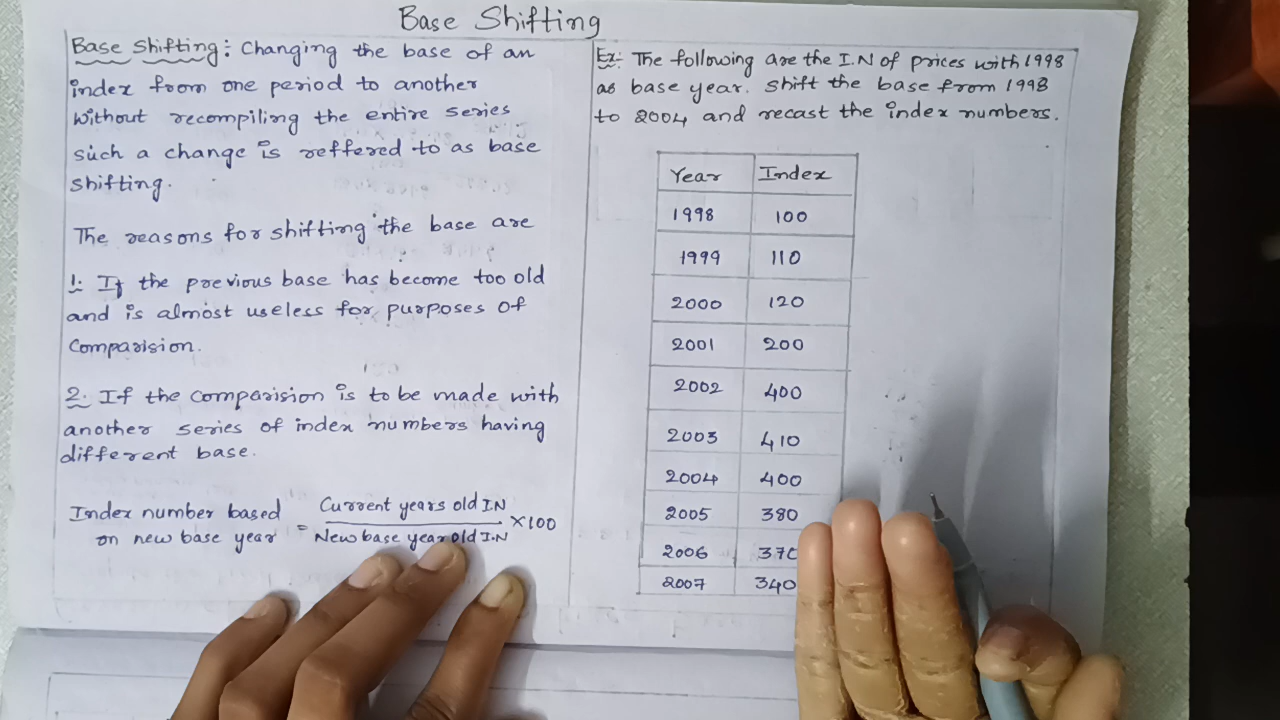 Base Shifting
Base Shifting: Changing the base of an
index from one period to another
without recompiling the entire series
such a change is reffered to as base
shifting.
The reasons for shifting the base are
1. If the previous base has become too old
and is almost useless for purposes of
Comparision.
2. If the comparision is to be made with
another series of index numbers having
different base.
Index number based on new base year = Current years old I.N / New base year old I.N ×100
Ex:- The following are the I.N of prices with 1998
as base year. Shift the base from 1998
to 2004 and recast the index numbers.
Year Index
1998 100
1999 110
2000 120
2001 200
2002 400
2003 410
2004 400
2005 380
2006 370
2007 340